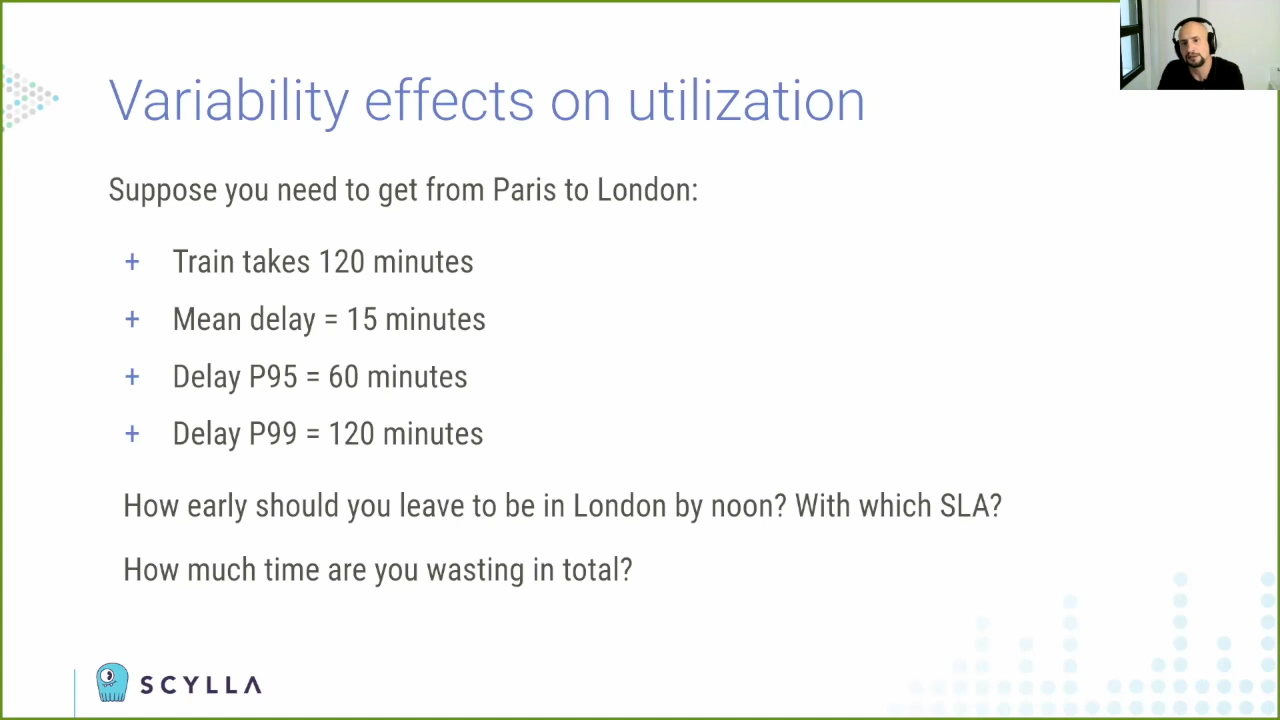 Variability effects on utilization
Suppose you need to get from Paris to London:
+ Train takes 120 minutes
+ Mean delay = 15 minutes
+ Delay P95 = 60 minutes
+ Delay P99 = 120 minutes
How early should you leave to be in London by noon? With which SLA?
How much time are you wasting in total?
SCYLLA